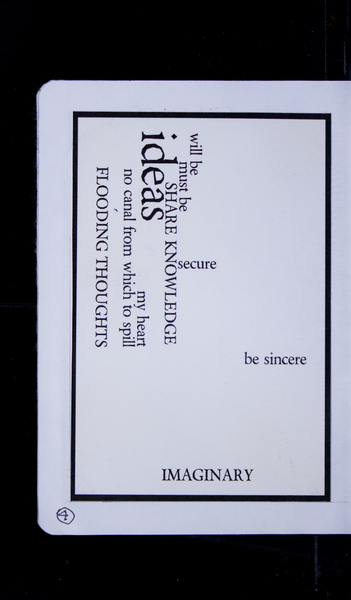 will be
must be
SHARE KNOWLEDGE
ideas
my heart
no canal from which to spill
FLOODING THOUGHTS
secure
be sincere
IMAGINARY
4